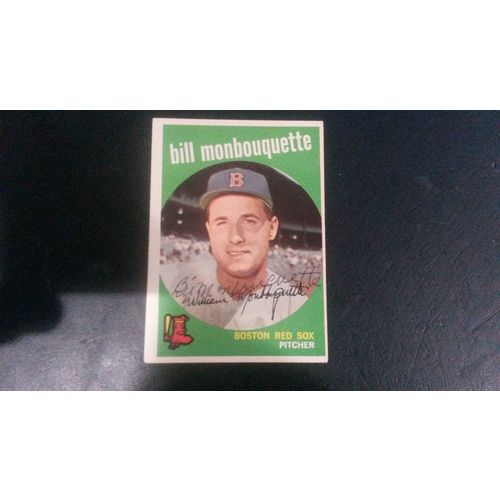 bill monbouquette
B
Bill Monbouquette
William Monbouquette
BOSTON RED SOX
PITCHER